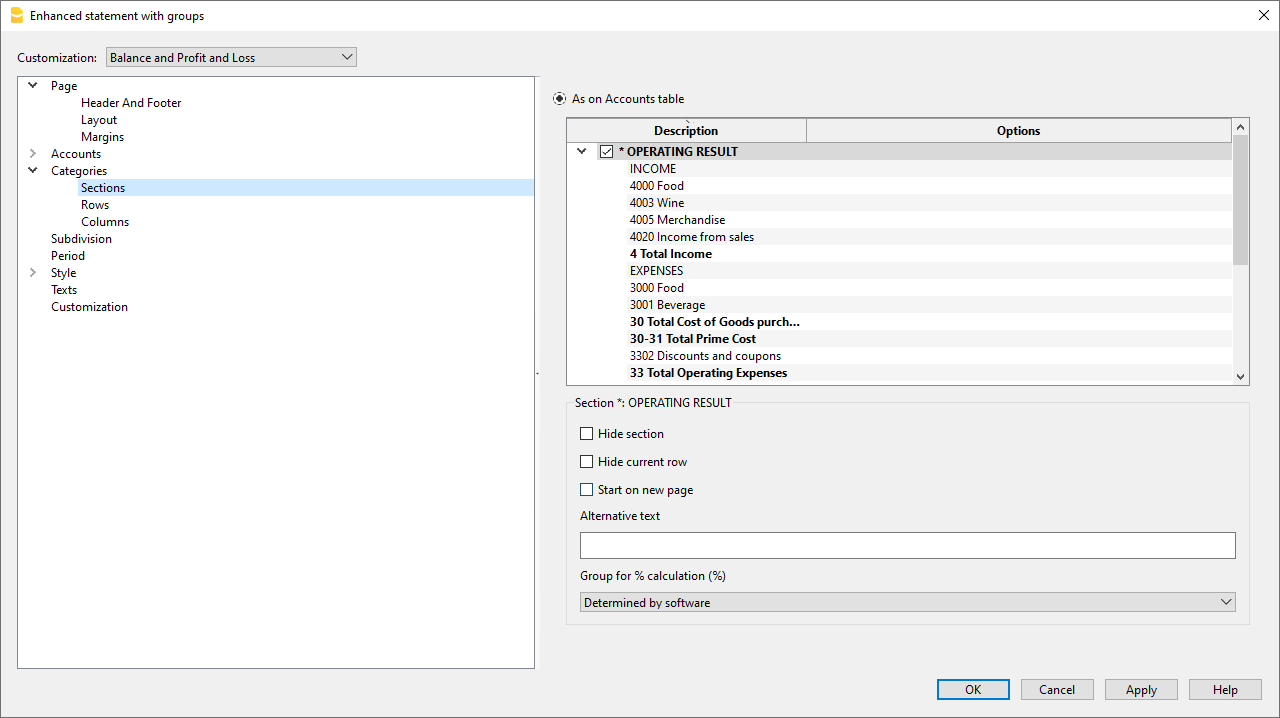 Enhanced statement with groups
Customization: Balance and Profit and Loss
Page
Header And Footer
Layout
Margins
Accounts
Categories
Sections
Rows
Columns
Subdivision
Period
Style
Texts
Customization
As on Accounts table
Description Options
* OPERATING RESULT
INCOME
4000 Food
4003 Wine
4005 Merchandise
4020 Income from sales
4 Total Income
EXPENSES
3000 Food
3001 Beverage
30 Total Cost of Goods purch...
30-31 Total Prime Cost
3302 Discounts and coupons
33 Total Operating Expenses
Section *: OPERATING RESULT
Hide section
Hide current row
Start on new page
Alternative text
Group for % calculation (%)
Determined by software
OK Cancel Apply Help